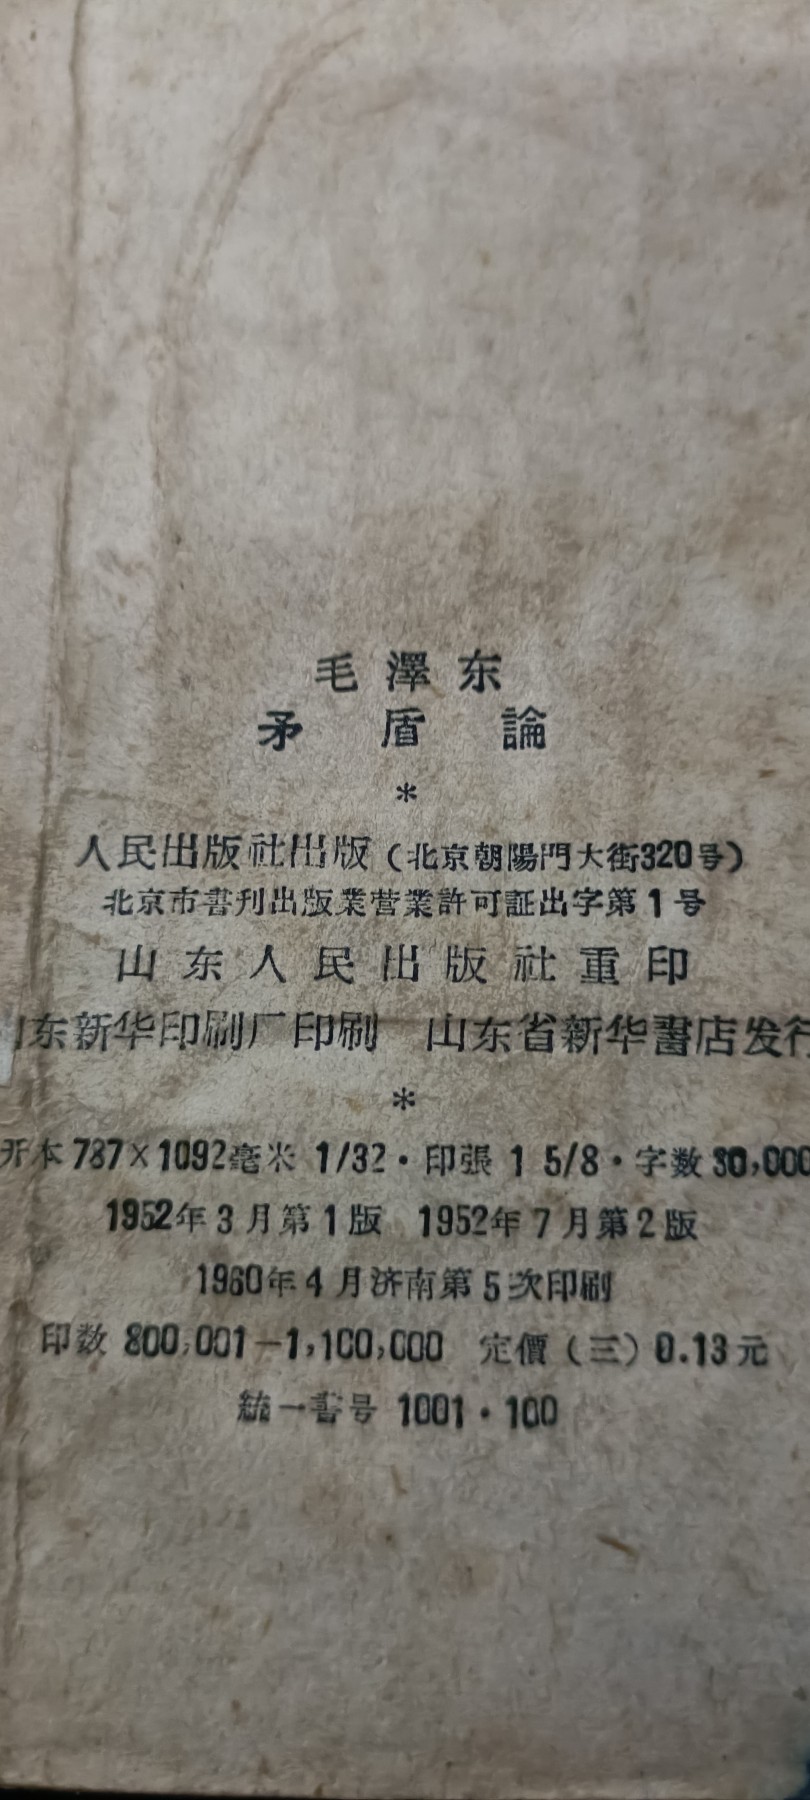 毛澤东
矛盾論
*
人民出版社出版（北京朝陽門大街320号）
北京市書刊出版業营業許可証出字第1号
山东人民出版社重印
东新华印刷厂印刷 山东省新华書店发行
*
开本787×1092毫米 1/32·印張 1 5/8·字数30,000
1952年3月第1版 1952年7月第2版
1960年4月济南第5次印刷
印数 800,001—1,100,000 定價（三）0.13元
統一書号 1001·100